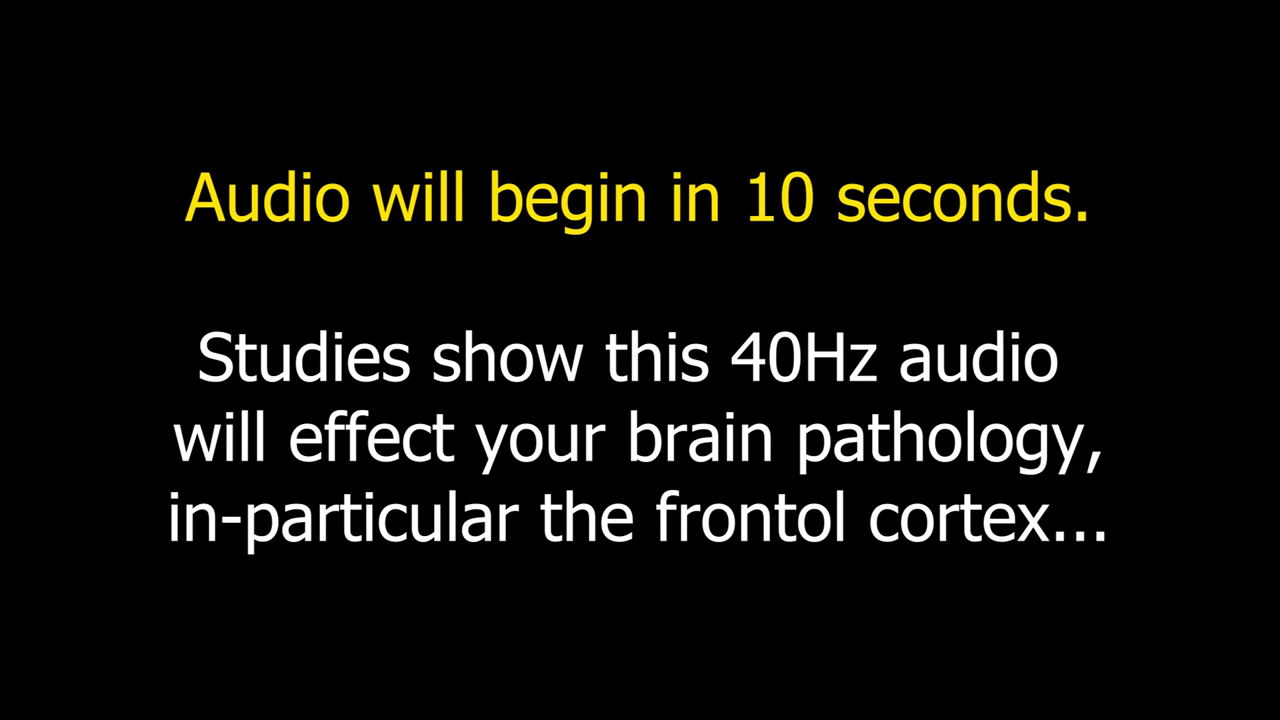 Audio will begin in 10 seconds.
Studies show this 40Hz audio
will effect your brain pathology,
in-particular the frontol cortex...